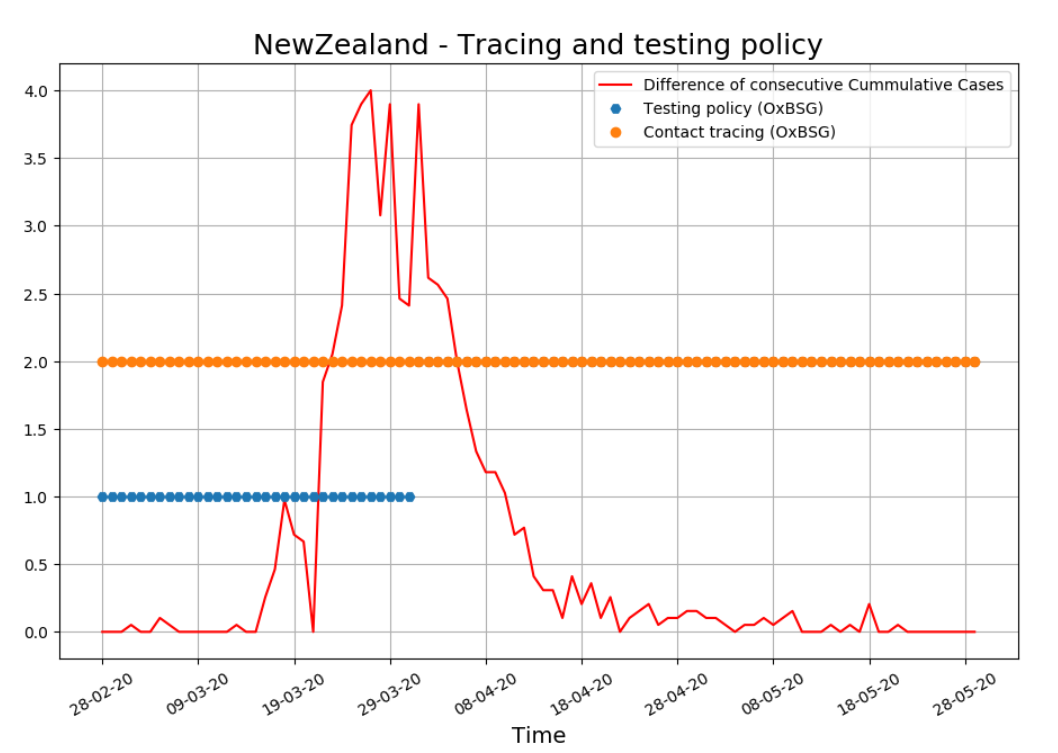 NewZealand - Tracing and testing policy
Difference of consecutive Cummulative Cases
Testing policy (OxBSG)
Contact tracing (OxBSG)
4.0
3.5
3.0
2.5
2.0
1.5
1.0
0.5
0.0
28-02-20 09-03-20 19-03-20 29-03-20 08-04-20 18-04-20 28-04-20 08-05-20 18-05-20 28-05-20
Time